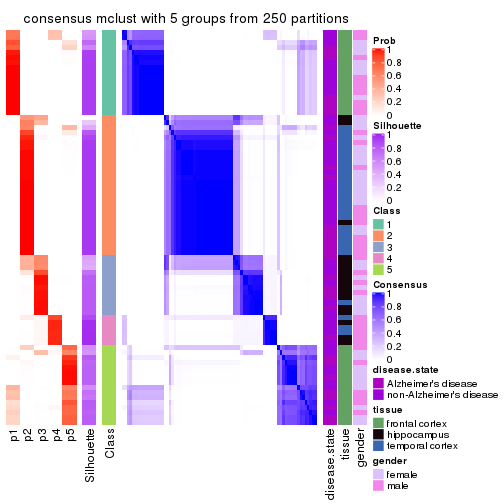 consensus mclust with 5 groups from 250 partitions
Prob
1
0.8
0.6
0.4
0.2
0
Silhouette
1
0.8
0.6
0.4
0.2
0
Class
1
2
3
4
5
Consensus
1
0.8
0.6
0.4
0.2
0
disease.state
Alzheimer's disease
non-Alzheimer's disease
tissue
frontal cortex
hippocampus
temporal cortex
gender
female
male
p1
p2
p3
p4
p5
Silhouette
Class
disease.state
tissue
gender